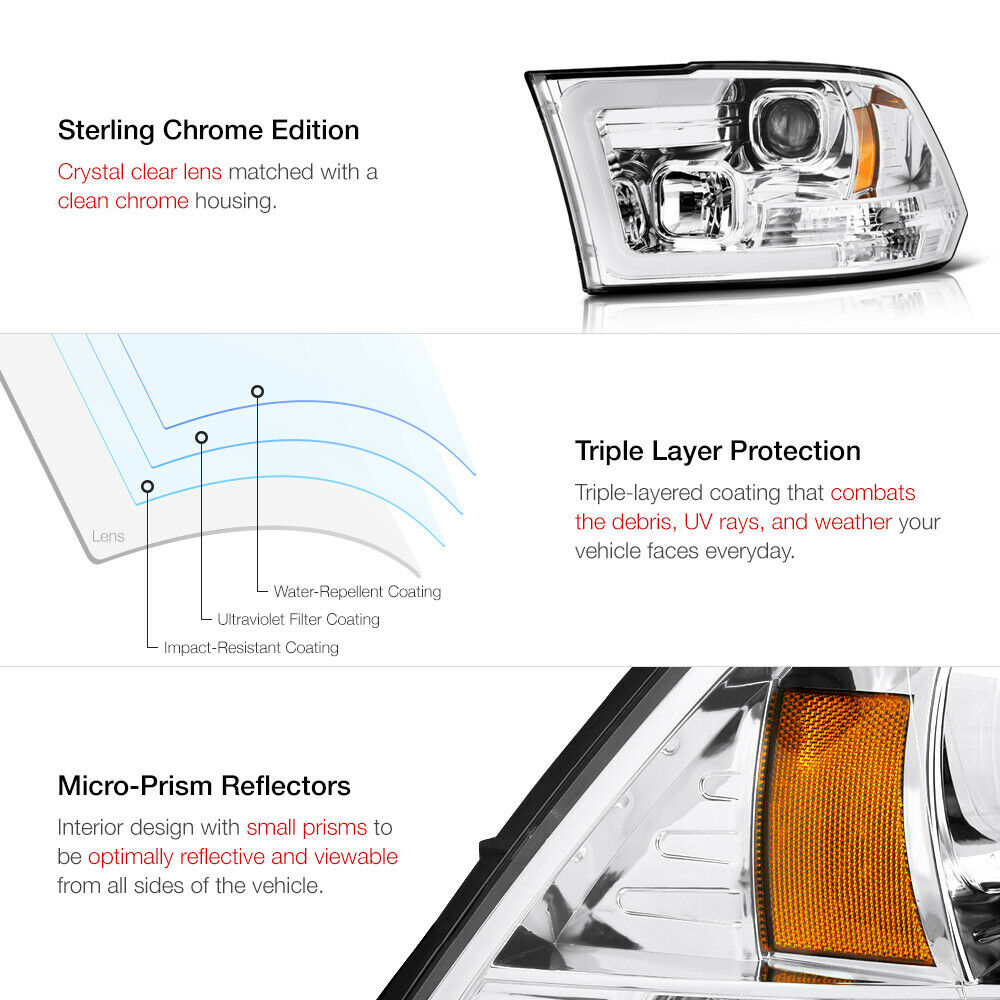 Sterling Chrome Edition
Crystal clear lens matched with a
clean chrome housing.
Lens
Water-Repellent Coating
Ultraviolet Filter Coating
Impact-Resistant Coating
Triple Layer Protection
Triple-layered coating that combats
the debris, UV rays, and weather your
vehicle faces everyday.
Micro-Prism Reflectors
Interior design with small prisms to
be optimally reflective and viewable
from all sides of the vehicle.